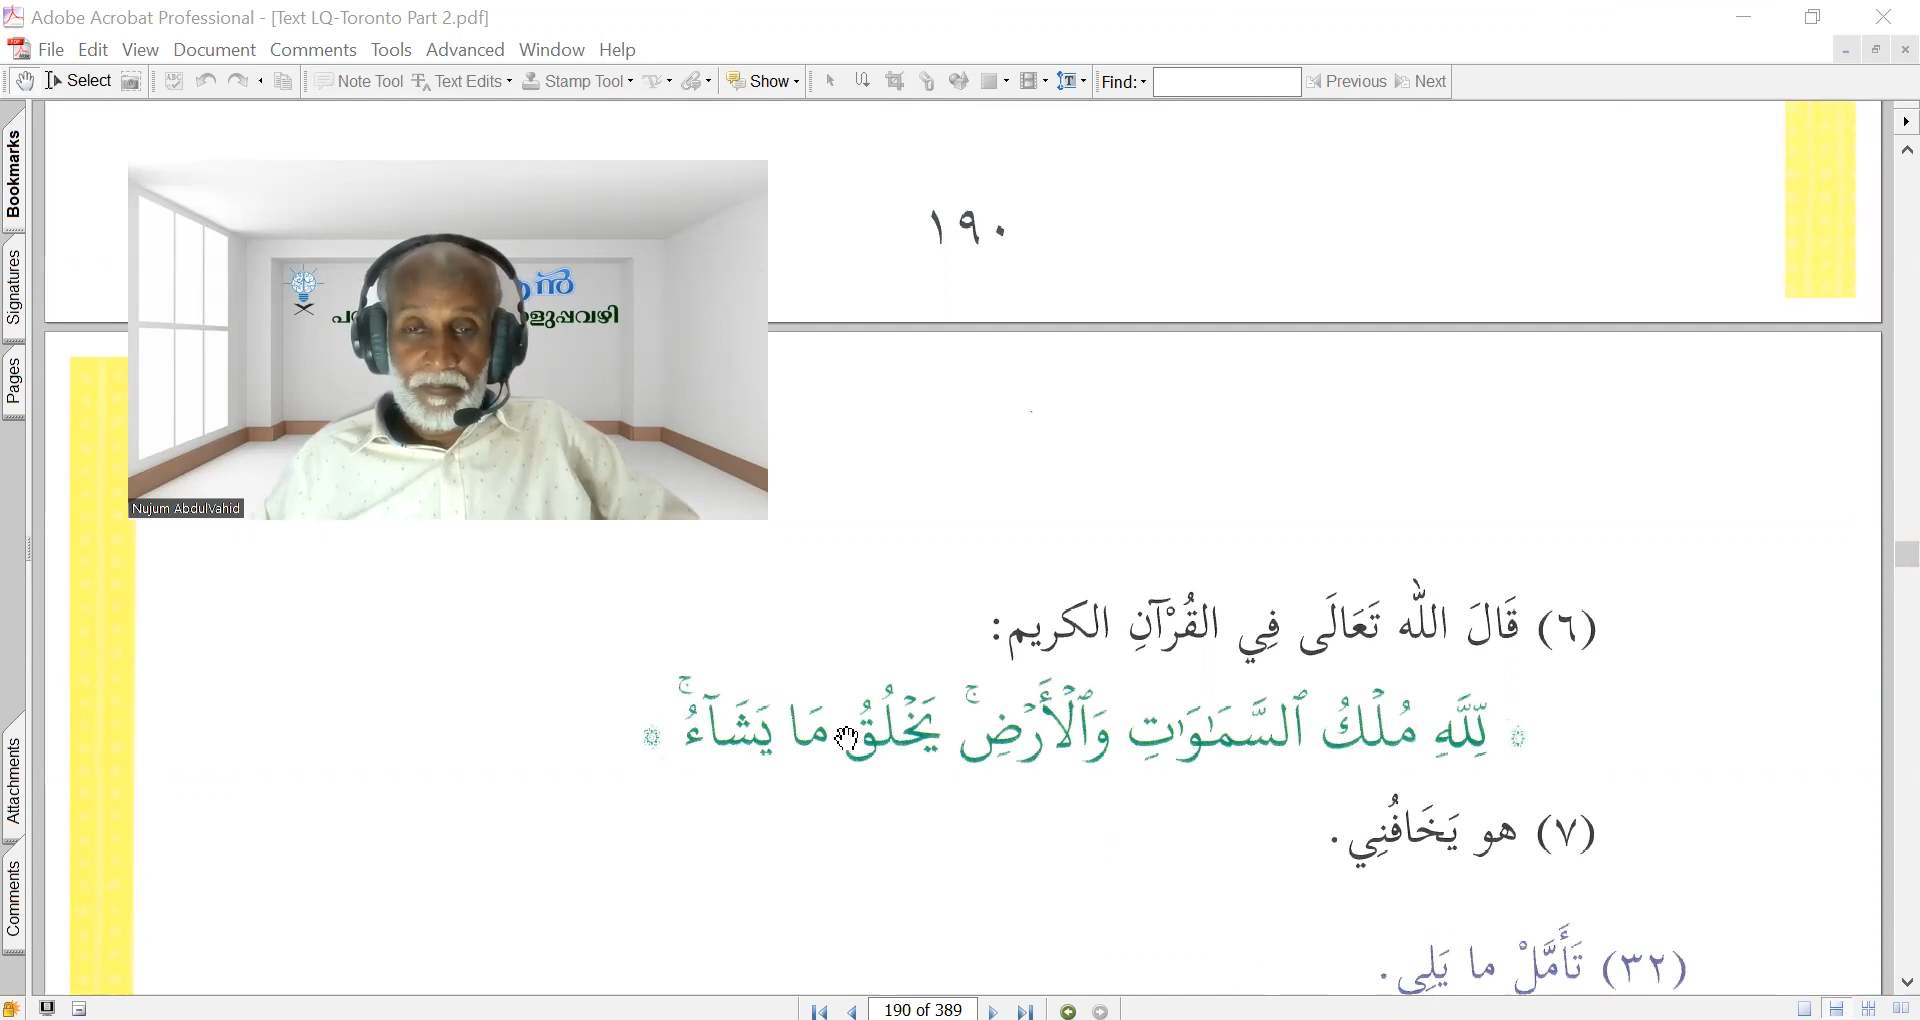 Adobe Acrobat Professional - [Text LQ-Toronto Part 2.pdf]
File Edit View Document Comments Tools Advanced Window Help
Select Note Tool Text Edits Stamp Tool Show Find: Previous Next
Bookmarks
Signatures
Pages
Attachments
Comments
١٩٠
ളുപ്പവഴി
Nujum AbdulVahid
(٦) قَالَ اللّٰه تَعَالَى فِي القُرْآنِ الكريم:
لِلَّهِ مُلۡكُ ٱلسَّمَـٰوَٰتِ وَٱلۡأَرۡضِۚ يَخۡلُقُ مَا يَشَآءُۚ
(٧) هو يَخَافُنِي.
(٣٢) تَأَمَّلْ ما يَلِي.
190 of 389